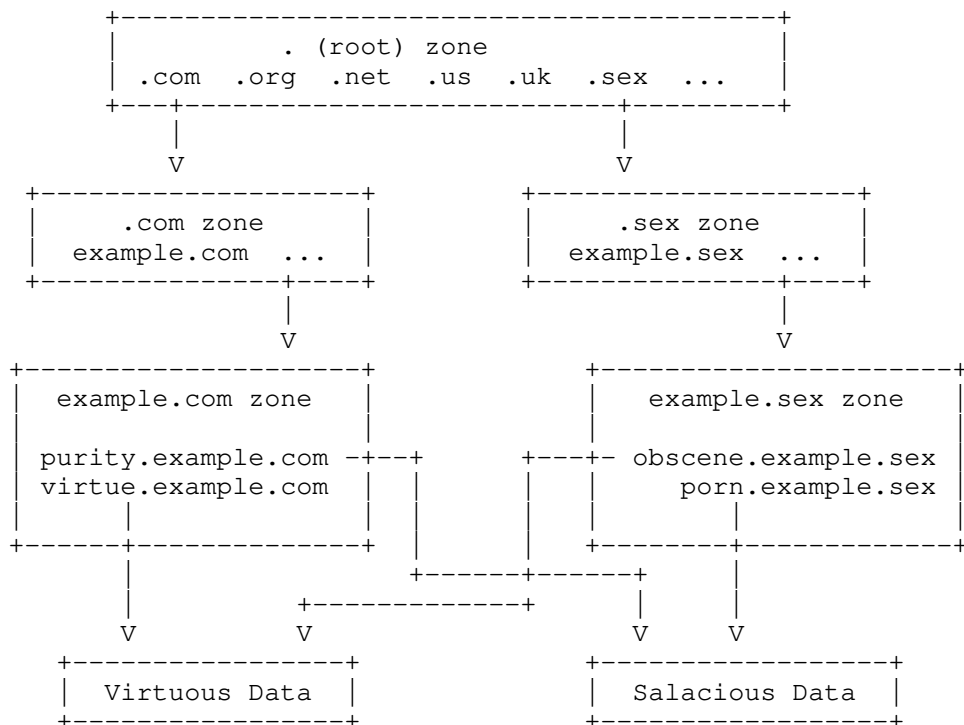 . (root) zone
.com .org .net .us .uk .sex ...
V V
.com zone .sex zone
example.com ... example.sex ...
V V
example.com zone example.sex zone
purity.example.com obscene.example.sex
virtue.example.com porn.example.sex
V V V V
Virtuous Data Salacious Data